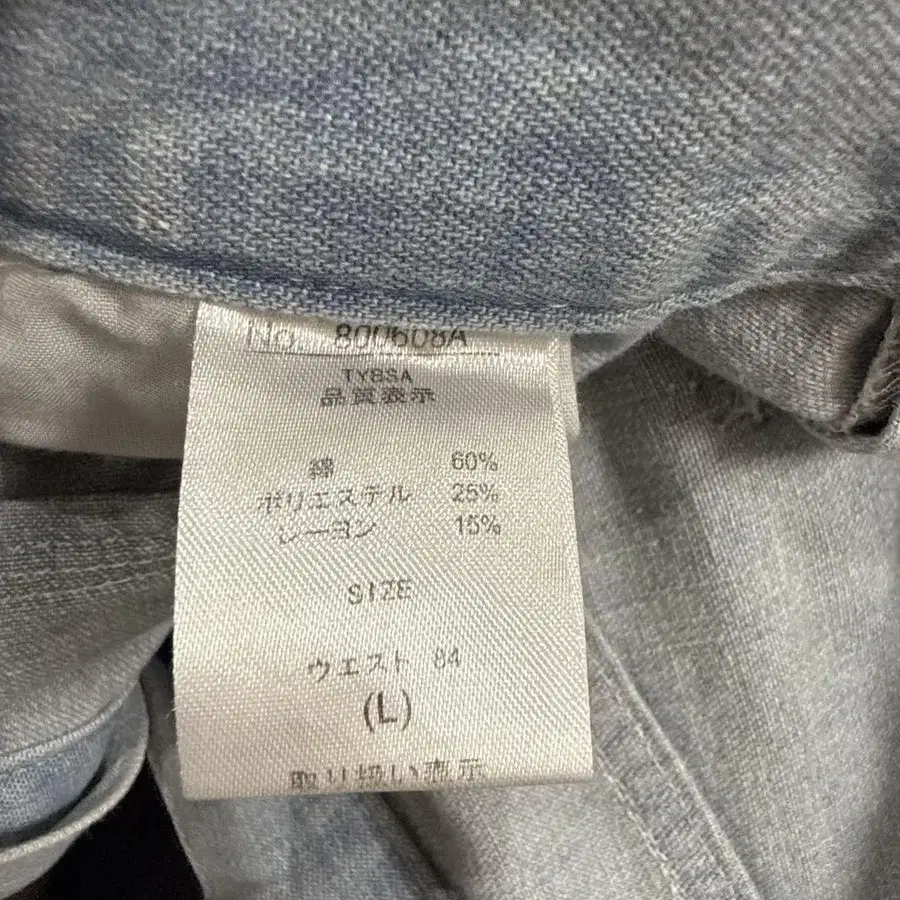 No. 800608A
TYBSA
品質表示
綿 60%
ポリエステル 25%
レーヨン 15%
SIZE
ウエスト 84
(L)
取り扱い表示